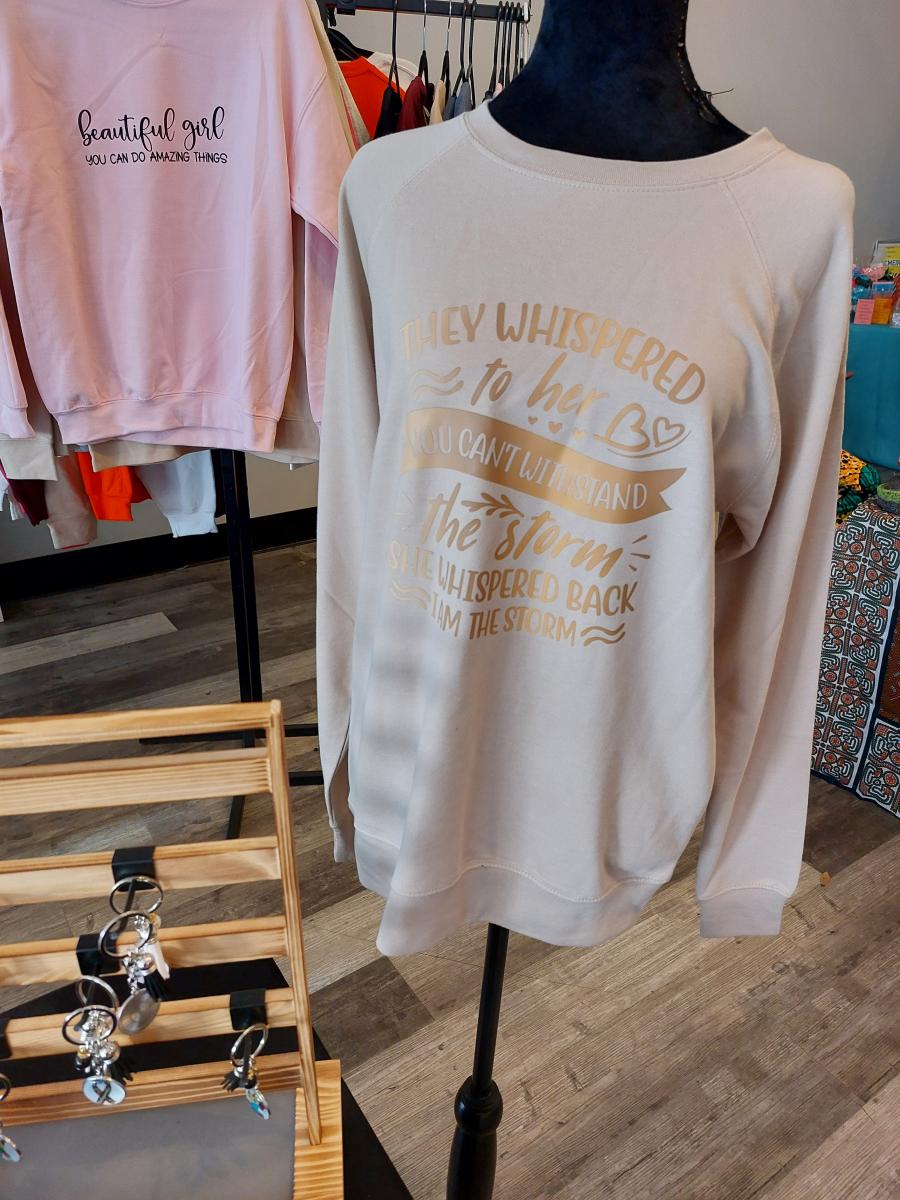 beautiful girl
YOU CAN DO AMAZING THINGS
THEY WHISPERED
to her
YOU CAN'T WITHSTAND
the storm
SHE WHISPERED BACK
I AM THE STORM